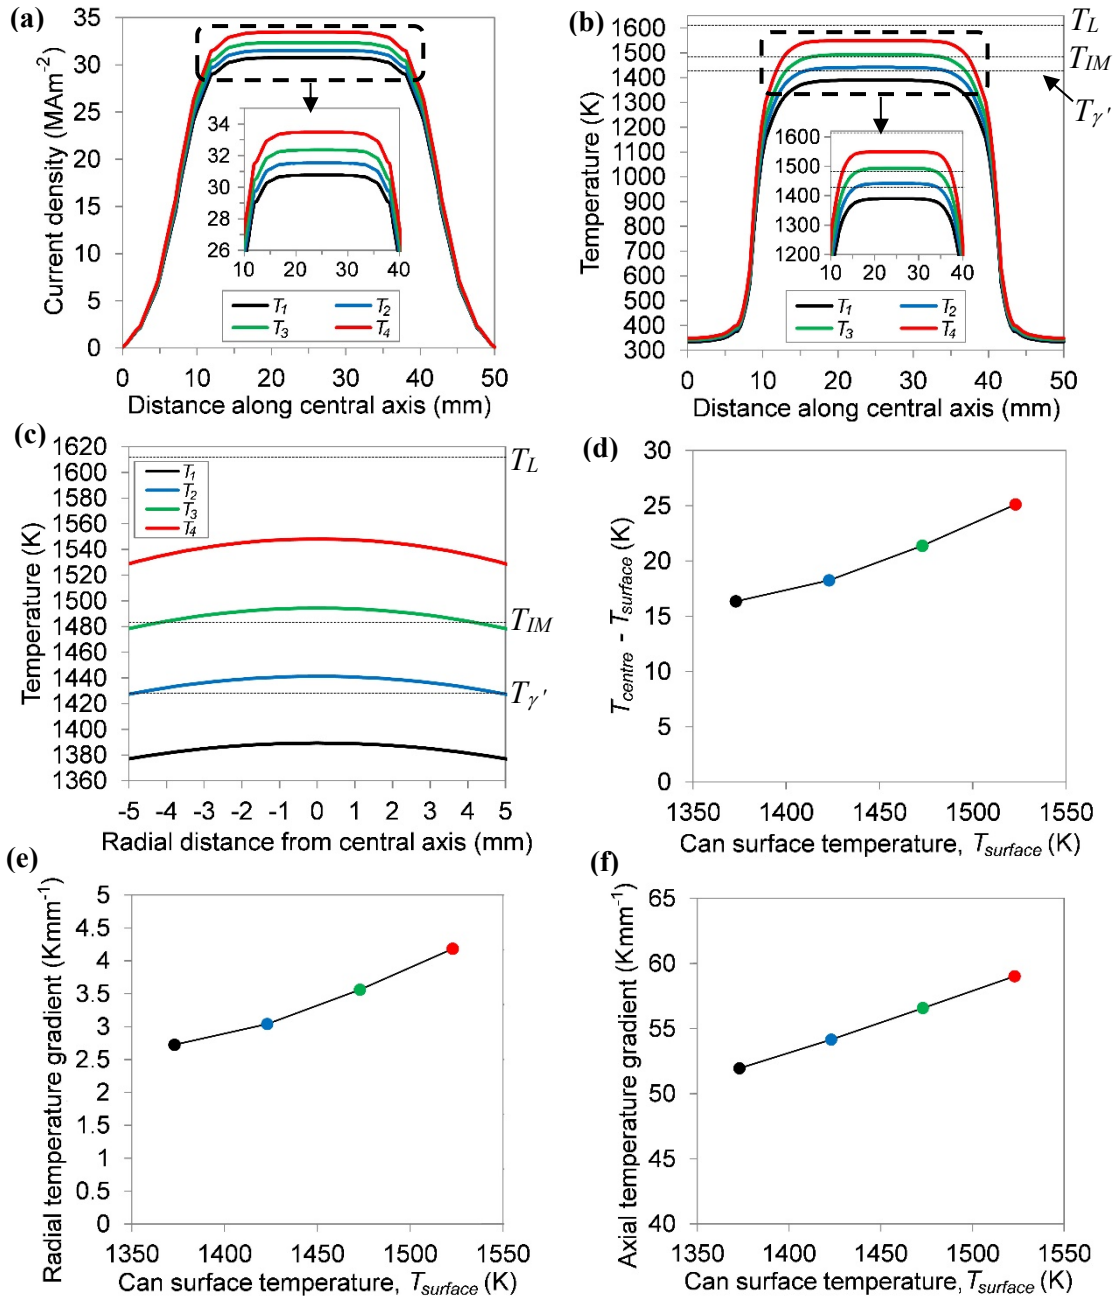 (a)
35
30
25
20
15
10
5
0
Current density (MAm-2)
36
34
32
30
28
26
10 20 30 40
T1 T2
T3 T4
0 10 20 30 40 50
Distance along central axis (mm)
(b)
1600
1500
1400
1300
1200
1100
1000
900
800
700
600
500
400
300
Temperature (K)
TL
TIM
Tγ'
1600
1500
1400
1300
1200
10 20 30 40
T1 T2
T3 T4
0 10 20 30 40 50
Distance along central axis (mm)
(c)
1620
1600
1580
1560
1540
1520
1500
1480
1460
1440
1420
1400
1380
1360
Temperature (K)
T1
T2
T3
T4
TL
TIM
Tγ'
-5 -4 -3 -2 -1 0 1 2 3 4 5
Radial distance from central axis (mm)
(d)
30
25
20
15
10
5
0
Tcentre - Tsurface (K)
1350 1400 1450 1500 1550
Can surface temperature, Tsurface (K)
(e)
5
4.5
4
3.5
3
2.5
2
1.5
1
0.5
0
Radial temperature gradient (Kmm-1)
1350 1400 1450 1500 1550
Can surface temperature, Tsurface (K)
(f)
65
60
55
50
45
40
Axial temperature gradient (Kmm-1)
1350 1400 1450 1500 1550
Can surface temperature, Tsurface (K)